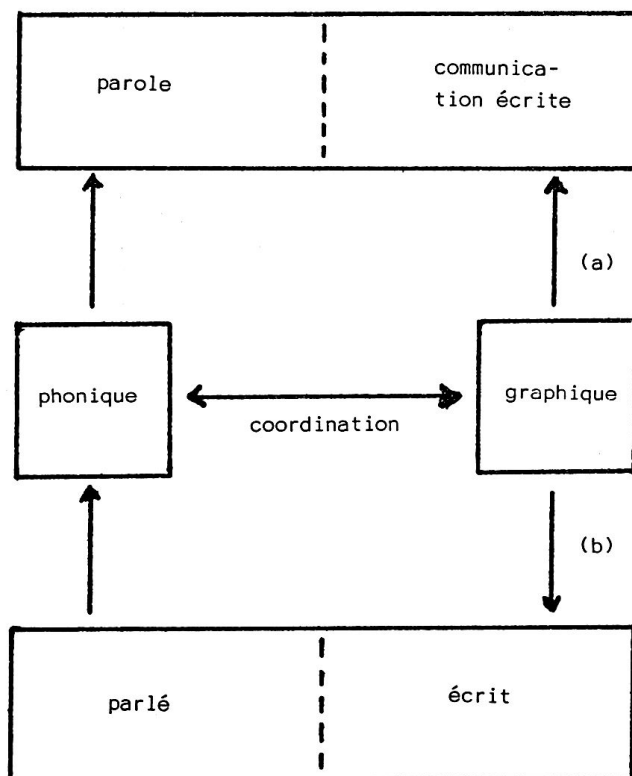 parole
communica-
tion écrite
(a)
phonique
graphique
coordination
(b)
parlé
écrit